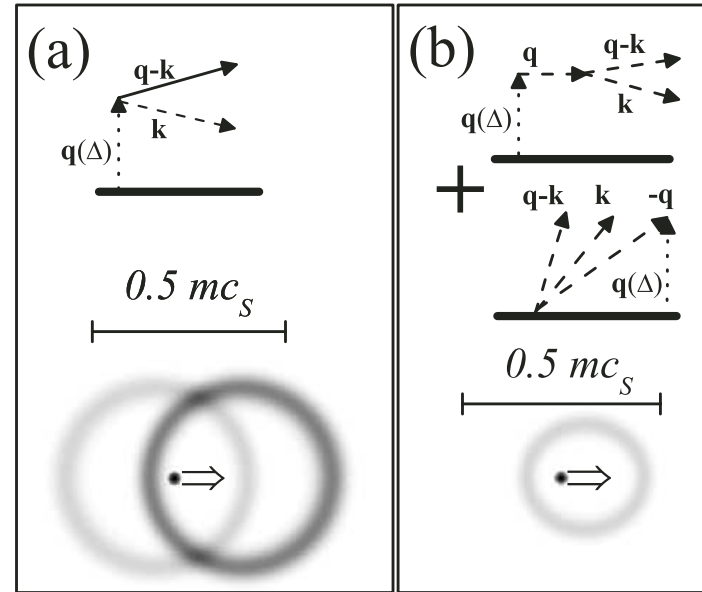 (a)
q-k
k
q(Δ)
0.5 mc_S
(b)
q
q-k
k
q(Δ)
+
q-k k -q
q(Δ)
0.5 mc_S